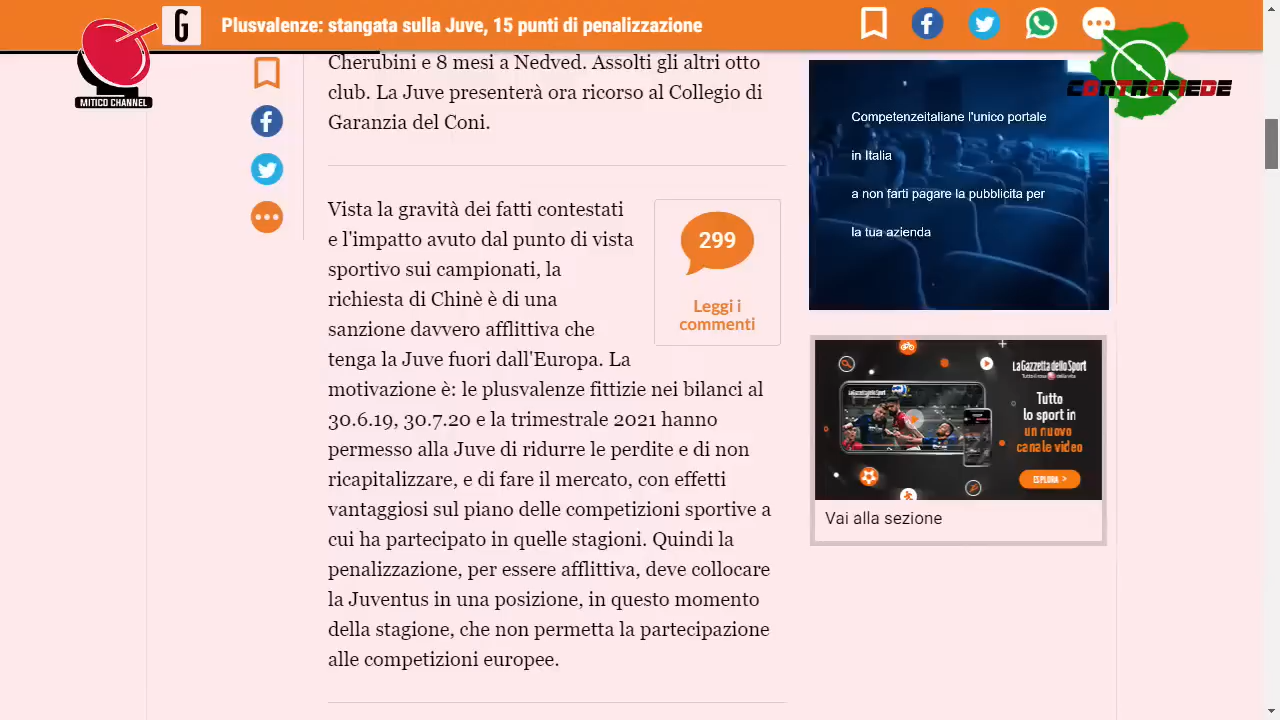 G
Plusvalenze: stangata sulla Juve, 15 punti di penalizzazione
MITICO CHANNEL
CONTROPIEDE
Cherubini e 8 mesi a Nedved. Assolti gli altri otto
club. La Juve presenterà ora ricorso al Collegio di
Garanzia del Coni.
Vista la gravità dei fatti contestati
e l'impatto avuto dal punto di vista
sportivo sui campionati, la
richiesta di Chinè è di una
sanzione davvero afflittiva che
tenga la Juve fuori dall'Europa. La
motivazione è: le plusvalenze fittizie nei bilanci al
30.6.19, 30.7.20 e la trimestrale 2021 hanno
permesso alla Juve di ridurre le perdite e di non
ricapitalizzare, e di fare il mercato, con effetti
vantaggiosi sul piano delle competizioni sportive a
cui ha partecipato in quelle stagioni. Quindi la
penalizzazione, per essere afflittiva, deve collocare
la Juventus in una posizione, in questo momento
della stagione, che non permetta la partecipazione
alle competizioni europee.
299
Leggi i
commenti
Competenzeitaliane l'unico portale
in Italia
a non farti pagare la pubblicita per
la tua azienda
La Gazzetta dello Sport
Tutto
lo sport in
un nuovo
canale video
ESPLORA >
Vai alla sezione